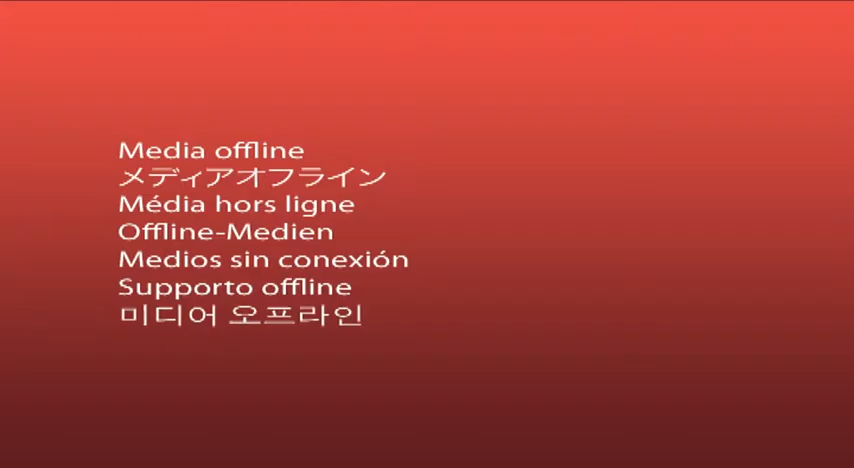 Media offline
メディアオフライン
Média hors ligne
Offline-Medien
Medios sin conexión
Supporto offline
미디어 오프라인